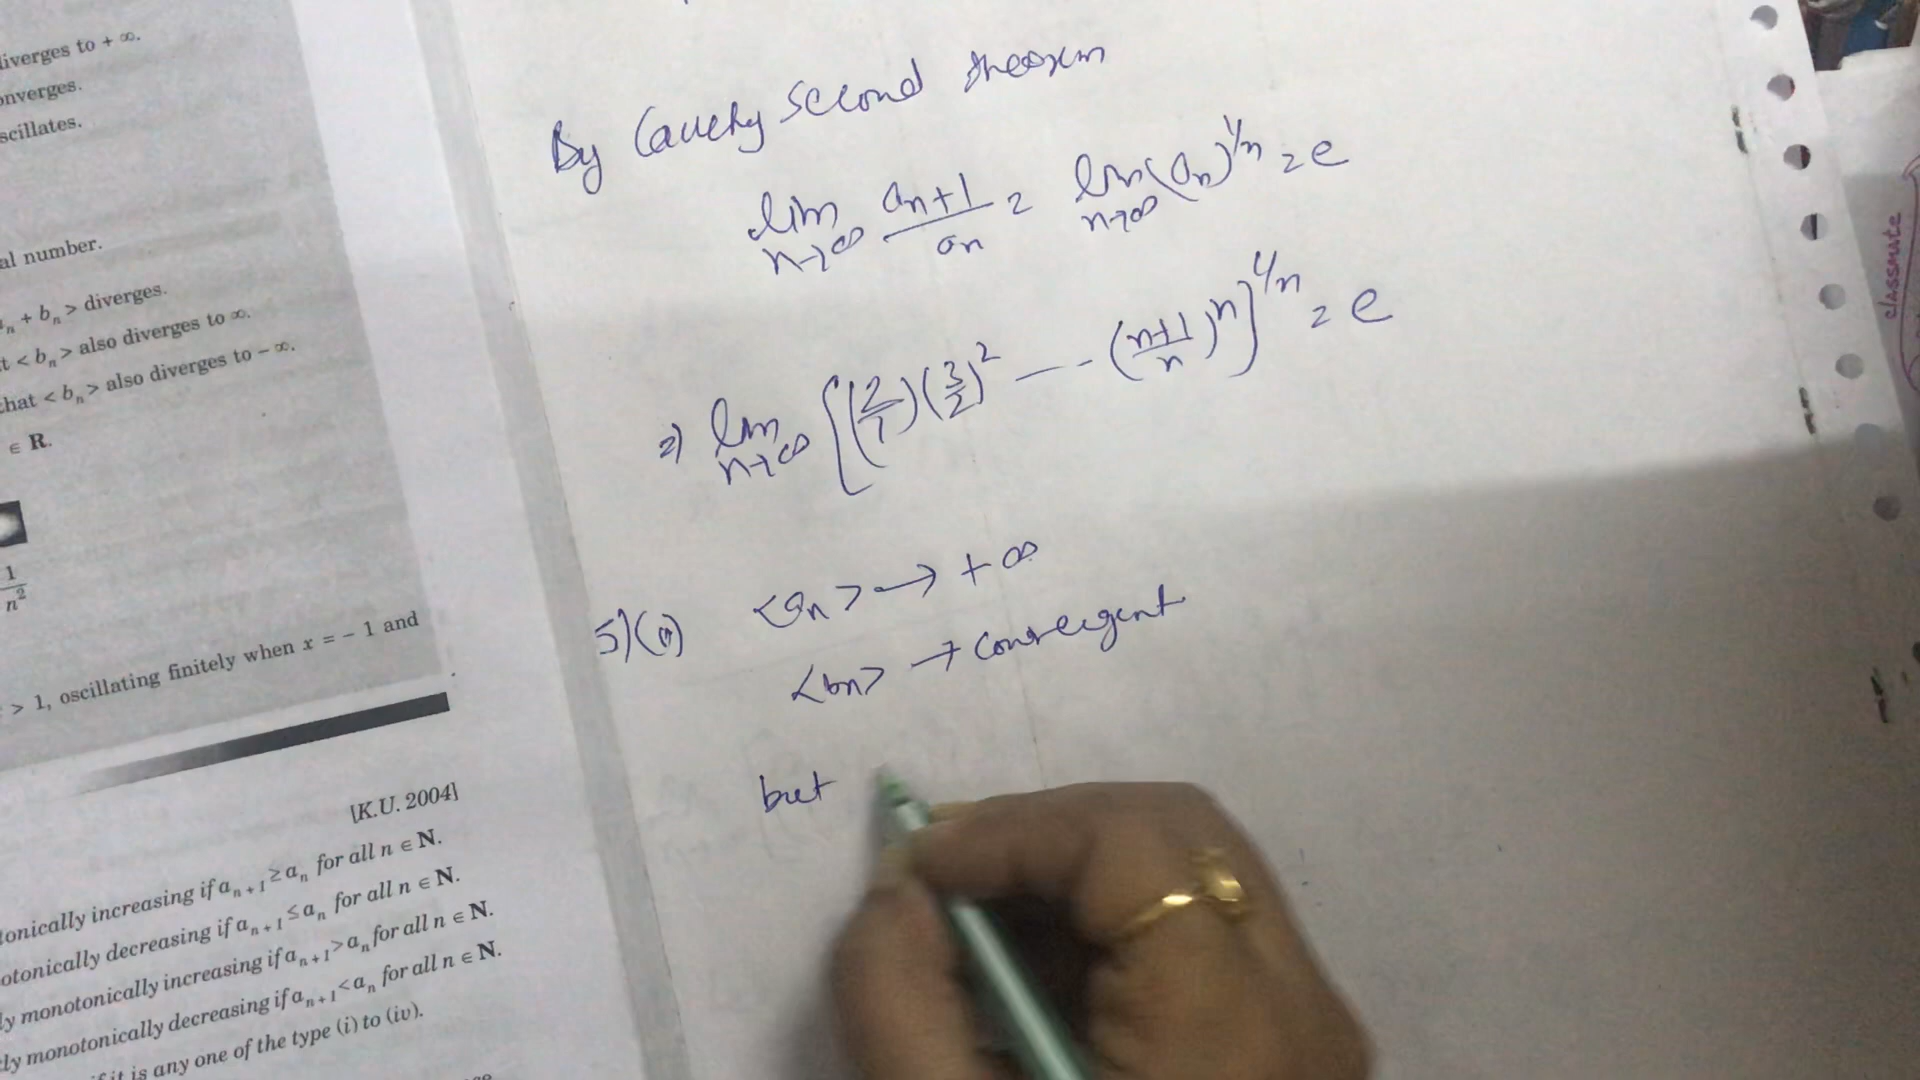 diverges to + ∞.
onverges.
scillates.
al number.
n + bn > diverges.
t < bn > also diverges to ∞.
that < bn > also diverges to – ∞.
∈ R.
1/n²
> 1, oscillating finitely when x = – 1 and
[K.U. 2004]
tonically increasing if an + 1 ≥ an for all n ∈ N.
otonically decreasing if an + 1 ≤ an for all n ∈ N.
ly monotonically increasing if an + 1 > an for all n ∈ N.
tly monotonically decreasing if an + 1 < an for all n ∈ N.
if it is any one of the type (i) to (iv).
By Cauchy second theorem
lim n→∞ an+1/an = lim n→∞ (an)^1/n = e
⇒ lim n→∞ [(2/1)(3/2)² --- (n+1/n)^n]^1/n = e
5)(i) <an> → +∞
<bn> → convergent
but
classmate